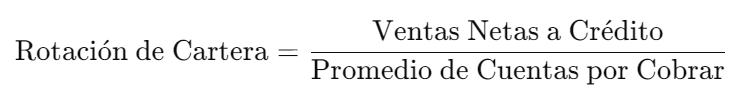 Rotación de Cartera = Ventas Netas a Crédito
Promedio de Cuentas por Cobrar